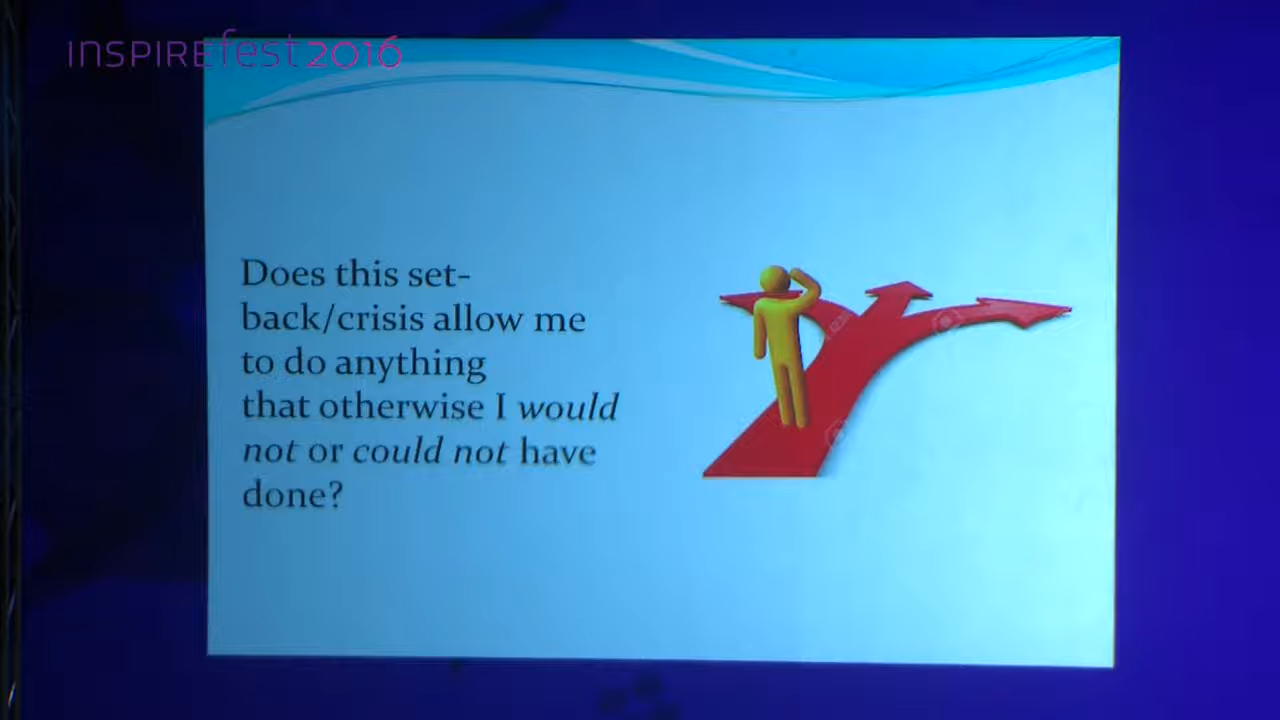 INSPIREfest2016
Does this set-
back/crisis allow me
to do anything
that otherwise I would
not or could not have
done?